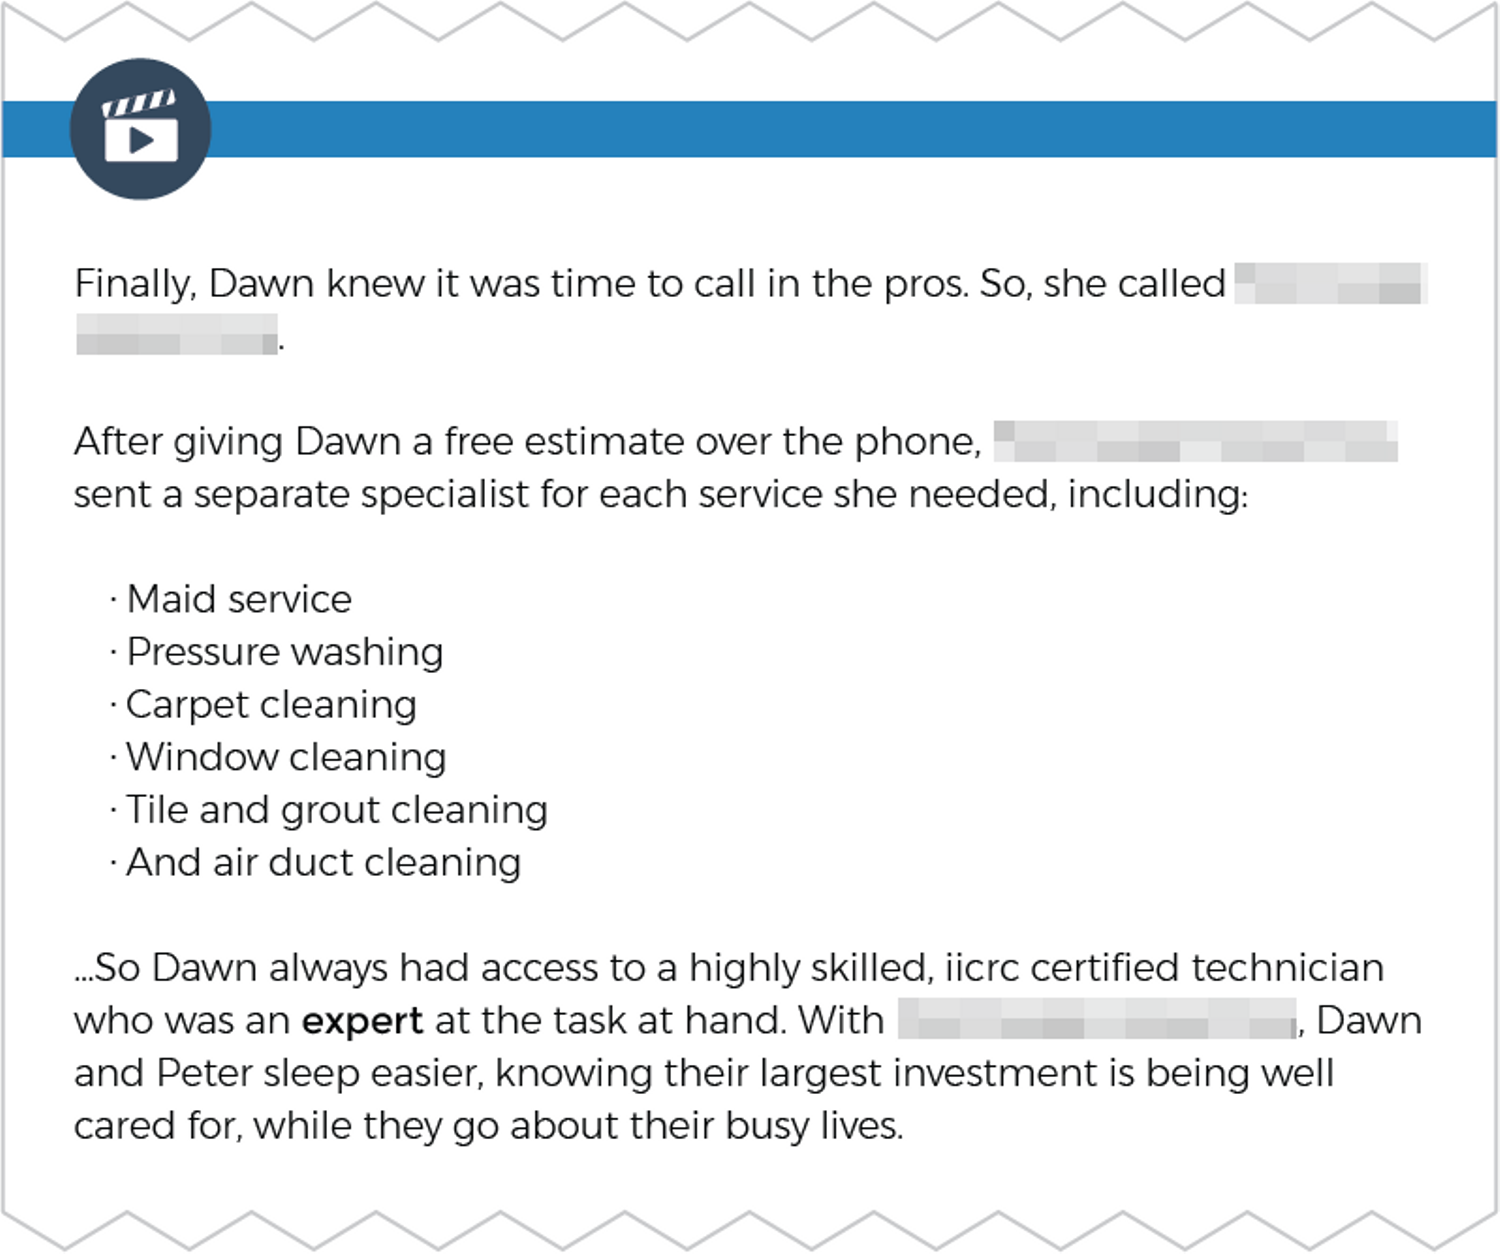 Finally, Dawn knew it was time to call in the pros. So, she called
.
After giving Dawn a free estimate over the phone,
sent a separate specialist for each service she needed, including:
· Maid service
· Pressure washing
· Carpet cleaning
· Window cleaning
· Tile and grout cleaning
· And air duct cleaning
...So Dawn always had access to a highly skilled, iicrc certified technician
who was an expert at the task at hand. With , Dawn
and Peter sleep easier, knowing their largest investment is being well
cared for, while they go about their busy lives.